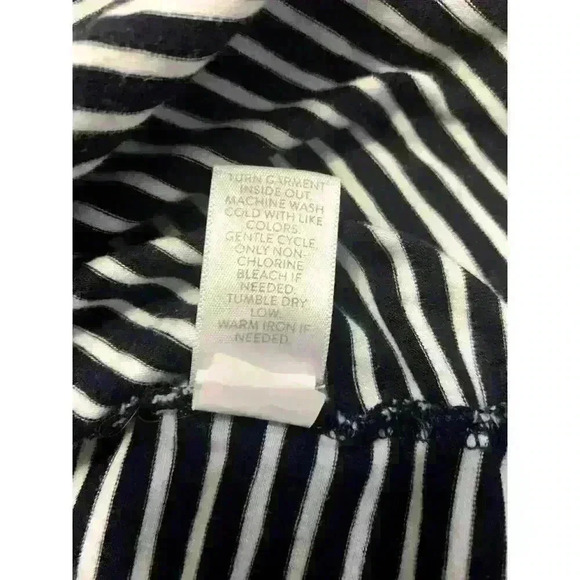 TURN GARMENT
INSIDE OUT.
MACHINE WASH
COLD WITH LIKE
COLORS.
GENTLE CYCLE.
ONLY NON-
CHLORINE
BLEACH IF
NEEDED.
TUMBLE DRY
LOW.
WARM IRON IF
NEEDED.